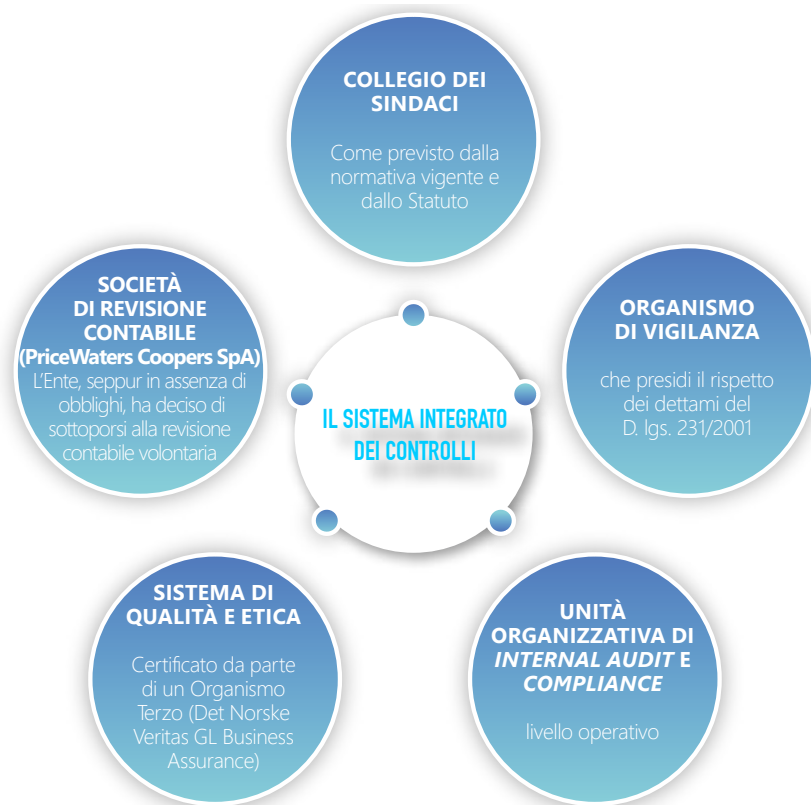 COLLEGIO DEI
SINDACI
Come previsto dalla
normativa vigente e
dallo Statuto
SOCIETÀ
DI REVISIONE
CONTABILE
(PriceWaters Coopers SpA)
L'Ente, seppur in assenza di
obblighi, ha deciso di
sottoporsi alla revisione
contabile volontaria
ORGANISMO
DI VIGILANZA
che presidi il rispetto
dei dettami del
D. lgs. 231/2001
IL SISTEMA INTEGRATO
DEI CONTROLLI
SISTEMA DI
QUALITÀ E ETICA
Certificato da parte
di un Organismo
Terzo (Det Norske
Veritas GL Business
Assurance)
UNITÀ
ORGANIZZATIVA DI
INTERNAL AUDIT E
COMPLIANCE
livello operativo